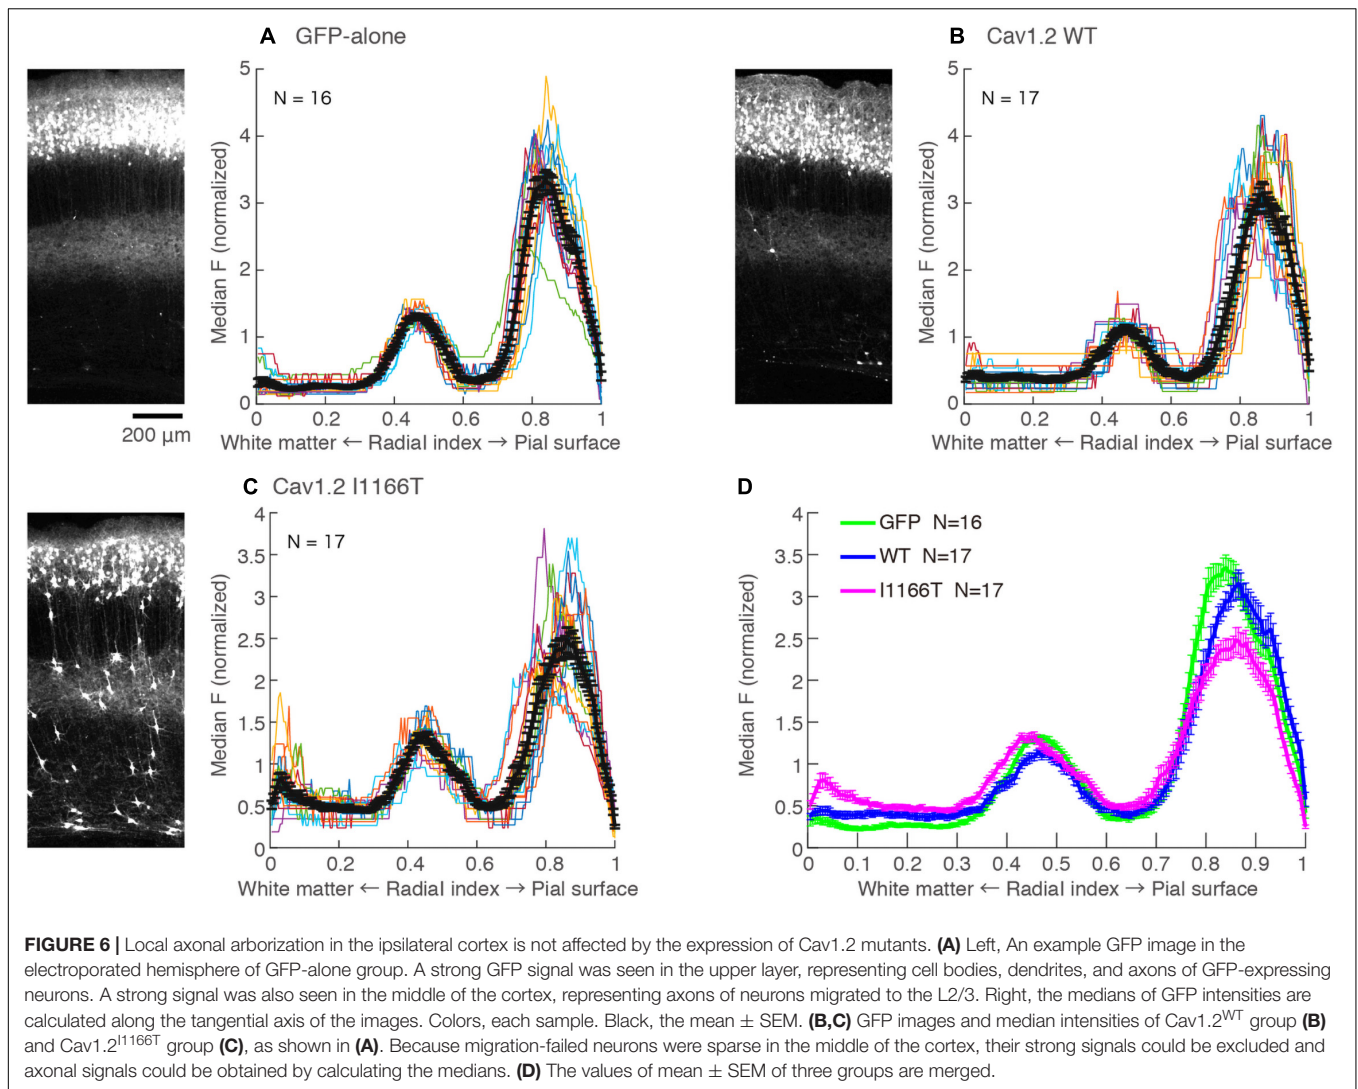 A GFP-alone
5
4
3
2
1
0
Median F (normalized)
N = 16
0 0.2 0.4 0.6 0.8 1
White matter ← Radial index → Pial surface
200 µm
B Cav1.2 WT
5
4
3
2
1
0
Median F (normalized)
N = 17
0 0.2 0.4 0.6 0.8 1
White matter ← Radial index → Pial surface
C Cav1.2 I1166T
4
3.5
3
2.5
2
1.5
1
0.5
0
Median F (normalized)
N = 17
0 0.2 0.4 0.6 0.8 1
White matter ← Radial index → Pial surface
D
4
3.5
3
2.5
2
1.5
1
0.5
0
Median F (normalized)
GFP N=16
WT N=17
I1166T N=17
0 0.1 0.2 0.3 0.4 0.5 0.6 0.7 0.8 0.9 1
White matter ← Radial index → Pial surface
FIGURE 6 | Local axonal arborization in the ipsilateral cortex is not affected by the expression of Cav1.2 mutants. (A) Left, An example GFP image in the
electroporated hemisphere of GFP-alone group. A strong GFP signal was seen in the upper layer, representing cell bodies, dendrites, and axons of GFP-expressing
neurons. A strong signal was also seen in the middle of the cortex, representing axons of neurons migrated to the L2/3. Right, the medians of GFP intensities are
calculated along the tangential axis of the images. Colors, each sample. Black, the mean ± SEM. (B,C) GFP images and median intensities of Cav1.2WT group (B)
and Cav1.2I1166T group (C), as shown in (A). Because migration-failed neurons were sparse in the middle of the cortex, their strong signals could be excluded and
axonal signals could be obtained by calculating the medians. (D) The values of mean ± SEM of three groups are merged.